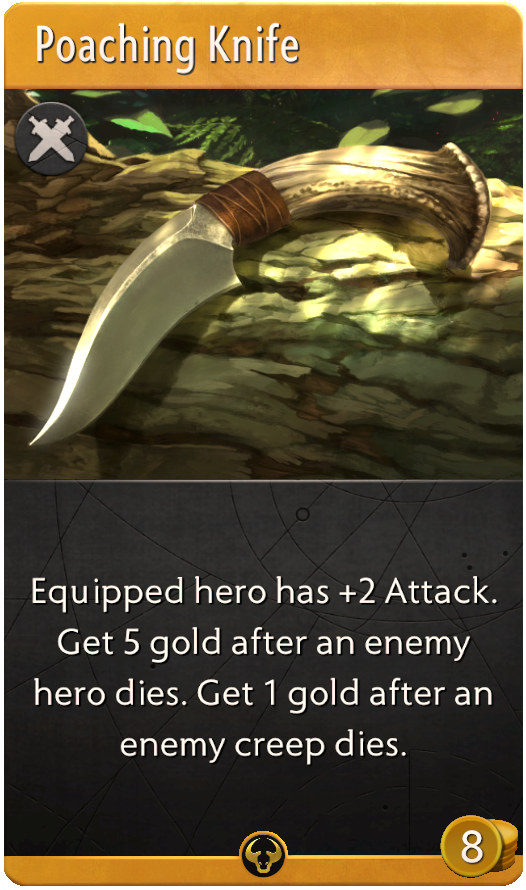 Poaching Knife
Equipped hero has +2 Attack.
Get 5 gold after an enemy
hero dies. Get 1 gold after an
enemy creep dies.
8